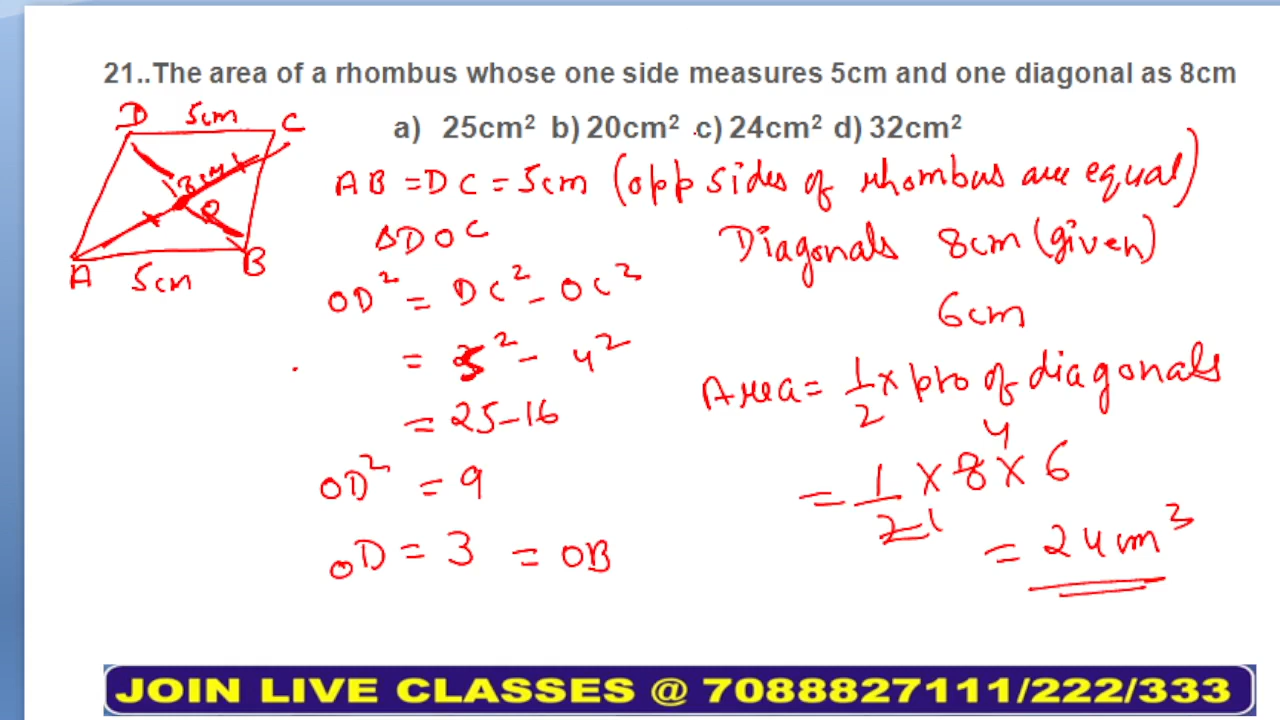 21..The area of a rhombus whose one side measures 5cm and one diagonal as 8cm
a) 25cm² b) 20cm² c) 24cm² d) 32cm²
D 5cm C
8cm
O
A 5cm B
AB = DC = 5cm (opp sides of rhombus are equal)
ΔDOC
OD² = DC² - OC²
= 5² - 4²
= 25-16
OD² = 9
OD = 3 = OB
Diagonals 8cm (given)
6cm
Area = 1/2 × pro of diagonals
4
= 1/2 × 8 × 6
1
= 24cm³
JOIN LIVE CLASSES @ 7088827111/222/333